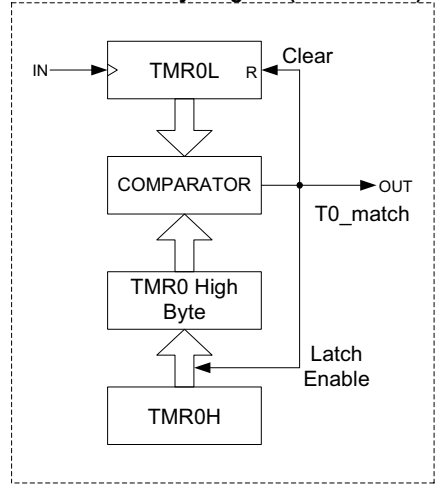 Clear
IN
TMR0L
R
COMPARATOR
OUT
T0_match
TMR0 High
Byte
Latch
Enable
TMR0H